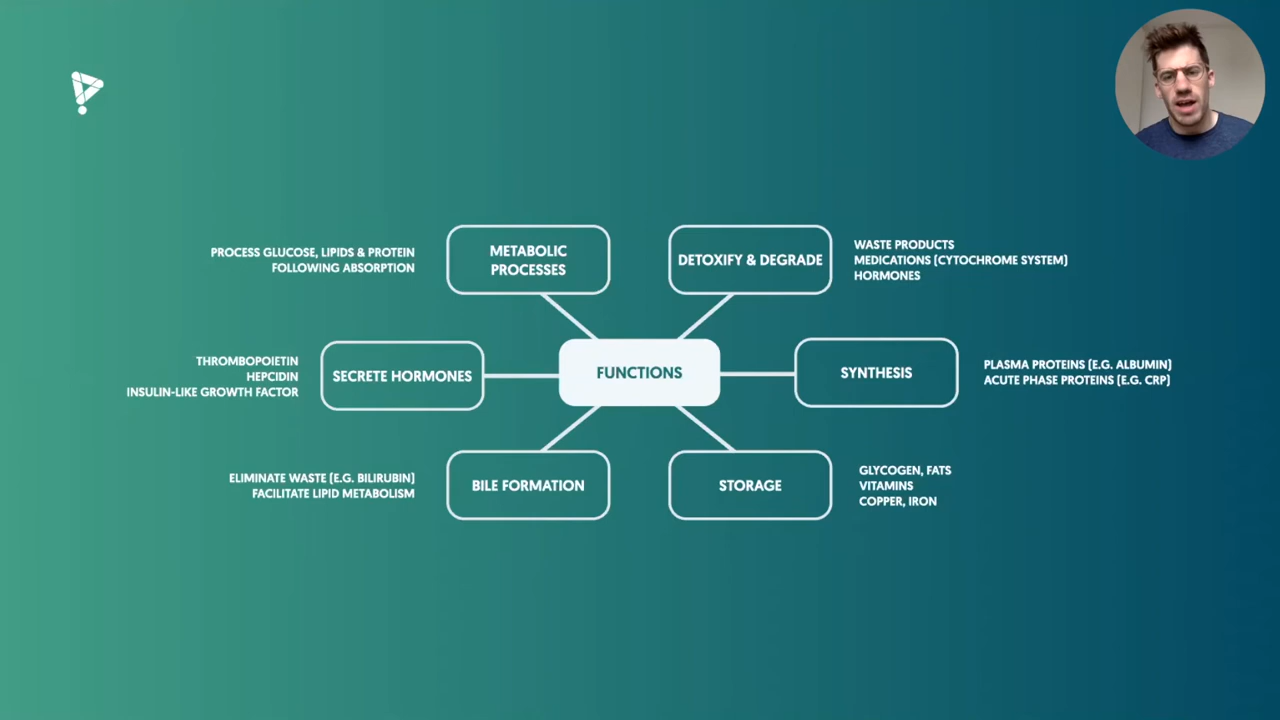 PROCESS GLUCOSE, LIPIDS & PROTEIN
FOLLOWING ABSORPTION
METABOLIC
PROCESSES
DETOXIFY & DEGRADE
WASTE PRODUCTS
MEDICATIONS (CYTOCHROME SYSTEM)
HORMONES
THROMBOPOIETIN
HEPCIDIN
INSULIN-LIKE GROWTH FACTOR
SECRETE HORMONES
FUNCTIONS
SYNTHESIS
PLASMA PROTEINS (E.G. ALBUMIN)
ACUTE PHASE PROTEINS (E.G. CRP)
ELIMINATE WASTE (E.G. BILIRUBIN)
FACILITATE LIPID METABOLISM
BILE FORMATION
STORAGE
GLYCOGEN, FATS
VITAMINS
COPPER, IRON